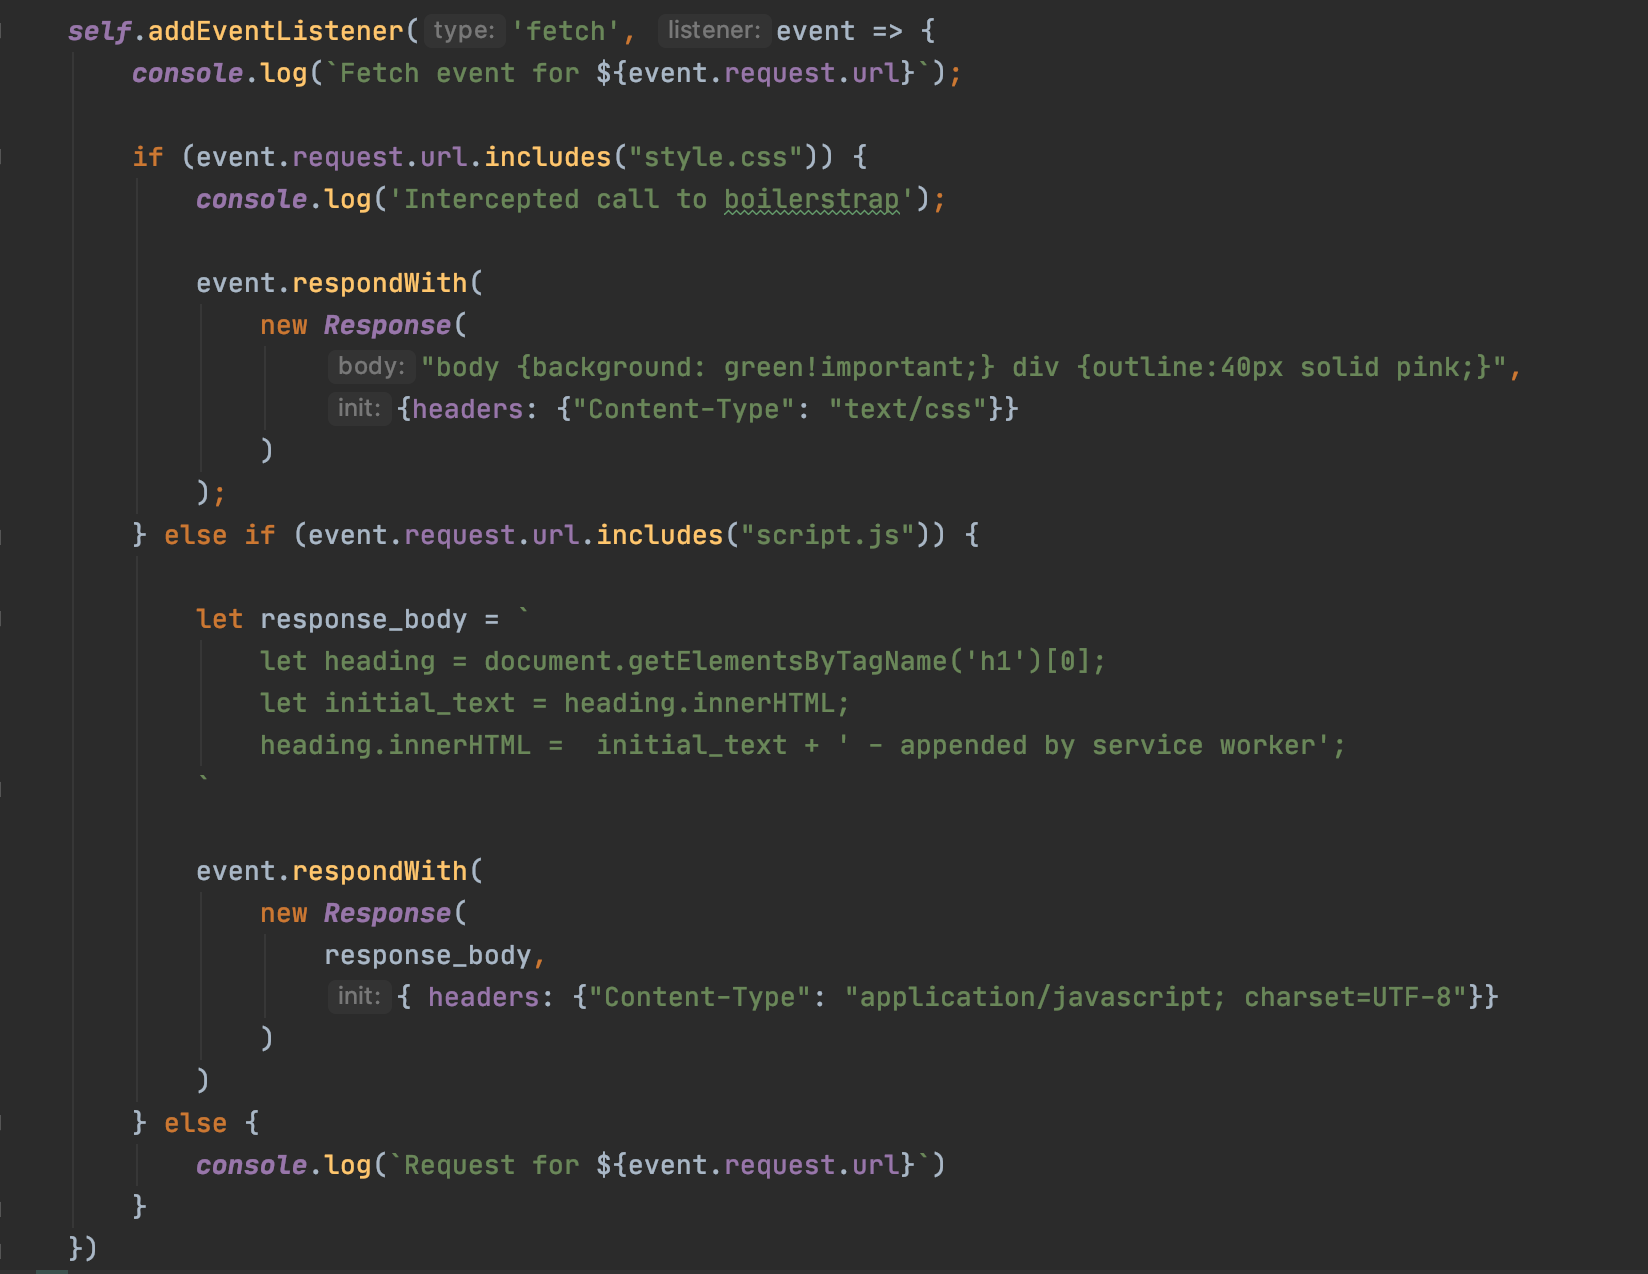 self.addEventListener( type: 'fetch', listener: event => {
console.log(`Fetch event for ${event.request.url}`);
if (event.request.url.includes("style.css")) {
console.log('Intercepted call to boilerstrap');
event.respondWith(
new Response(
body: "body {background: green!important;} div {outline:40px solid pink;}",
init: {headers: {"Content-Type": "text/css"}}
)
);
} else if (event.request.url.includes("script.js")) {
let response_body = `
let heading = document.getElementsByTagName('h1')[0];
let initial_text = heading.innerHTML;
heading.innerHTML =  initial_text + ' - appended by service worker';
`
event.respondWith(
new Response(
response_body,
init: { headers: {"Content-Type": "application/javascript; charset=UTF-8"}}
)
)
} else {
console.log(`Request for ${event.request.url}`)
}
})